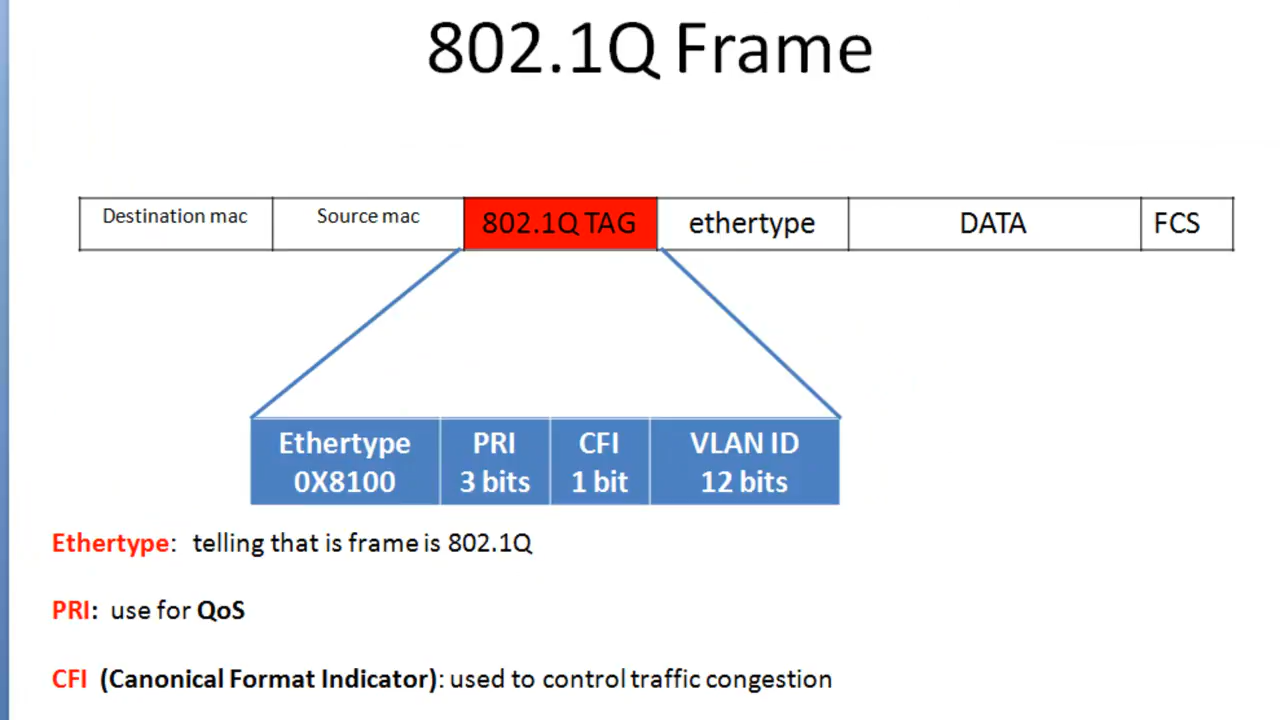 802.1Q Frame
Destination mac Source mac 802.1Q TAG ethertype DATA FCS
Ethertype PRI CFI VLAN ID
0X8100 3 bits 1 bit 12 bits
Ethertype: telling that is frame is 802.1Q
PRI: use for QoS
CFI (Canonical Format Indicator): used to control traffic congestion